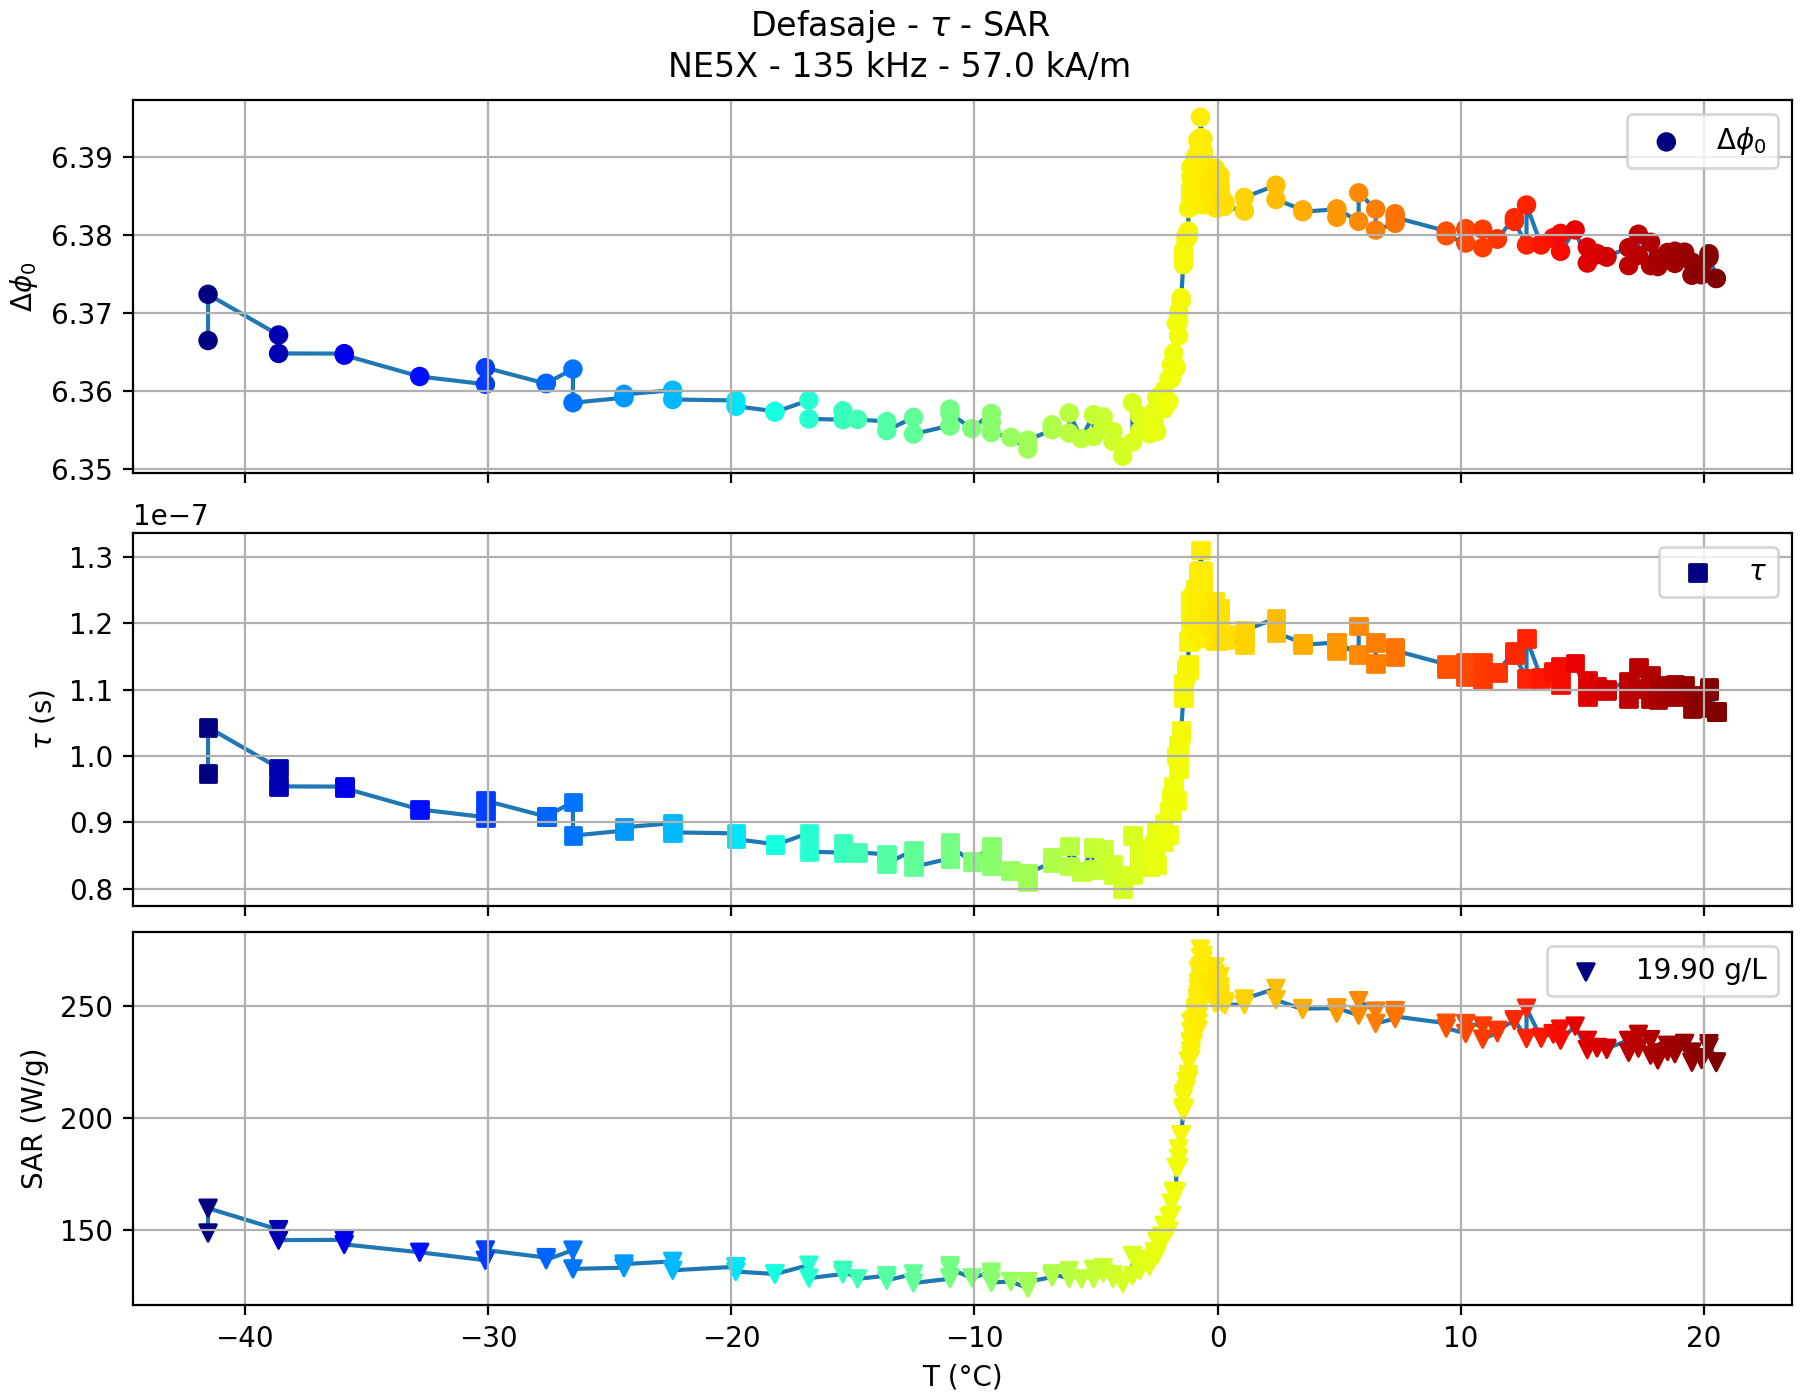 Defasaje - τ - SAR
NE5X - 135 kHz - 57.0 kA/m
Δϕ₀
6.39
6.38
6.37
6.36
6.35
Δϕ₀
1e−7
τ (s)
1.3
1.2
1.1
1.0
0.9
0.8
τ
SAR (W/g)
250
200
150
19.90 g/L
−40 −30 −20 −10 0 10 20
T (°C)